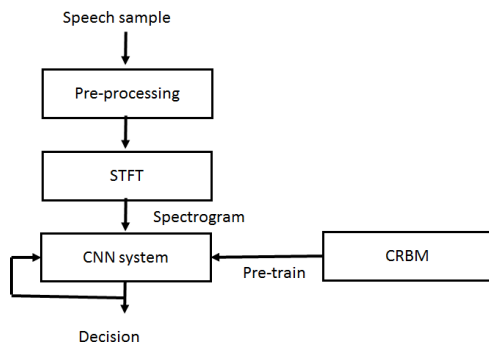 Speech sample
Pre-processing
STFT
Spectrogram
CNN system
CRBM
Pre-train
Decision